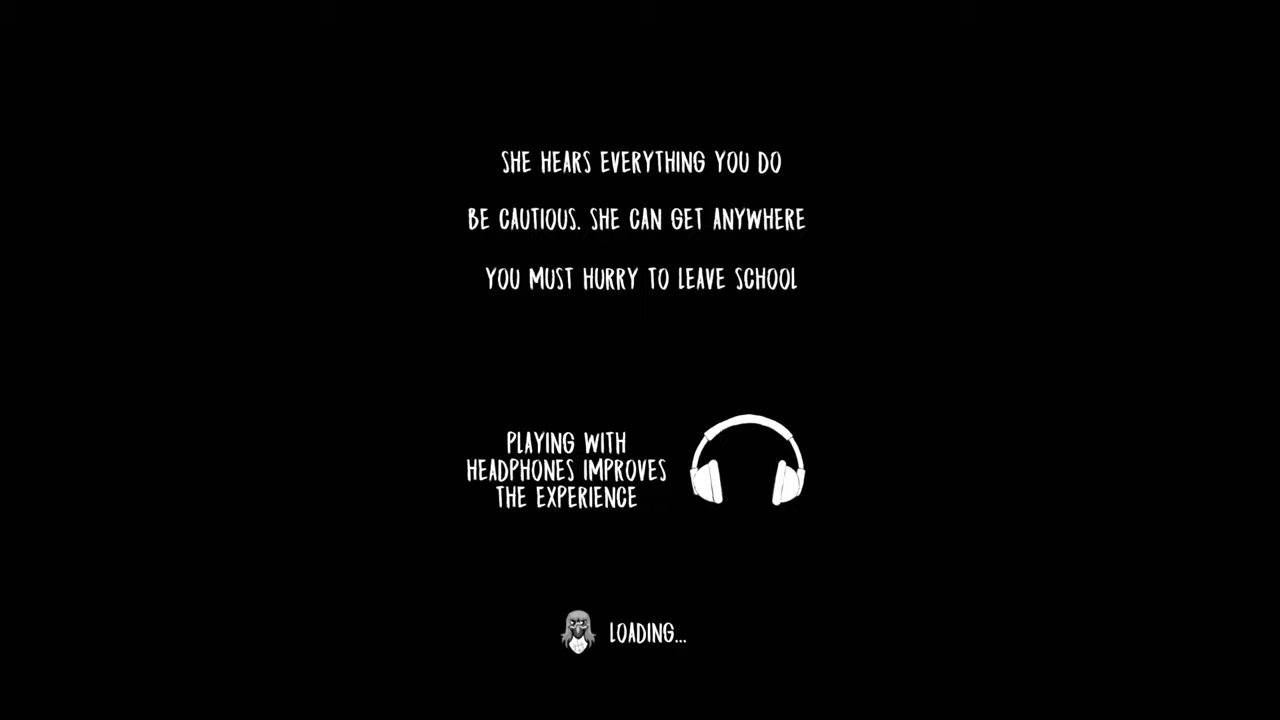 SHE HEARS EVERYTHING YOU DO
BE CAUTIOUS. SHE CAN GET ANYWHERE
YOU MUST HURRY TO LEAVE SCHOOL
PLAYING WITH
HEADPHONES IMPROVES
THE EXPERIENCE
LOADING...